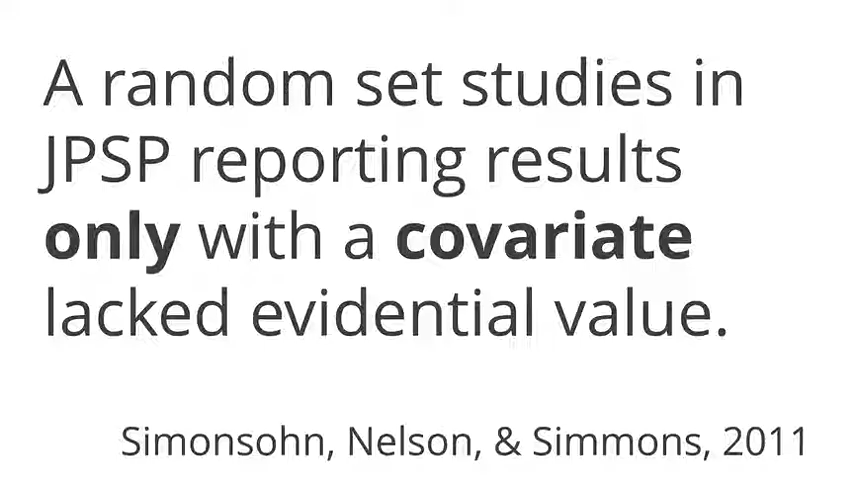 A random set studies in
JPSP reporting results
only with a covariate
lacked evidential value.
Simonsohn, Nelson, & Simmons, 2011